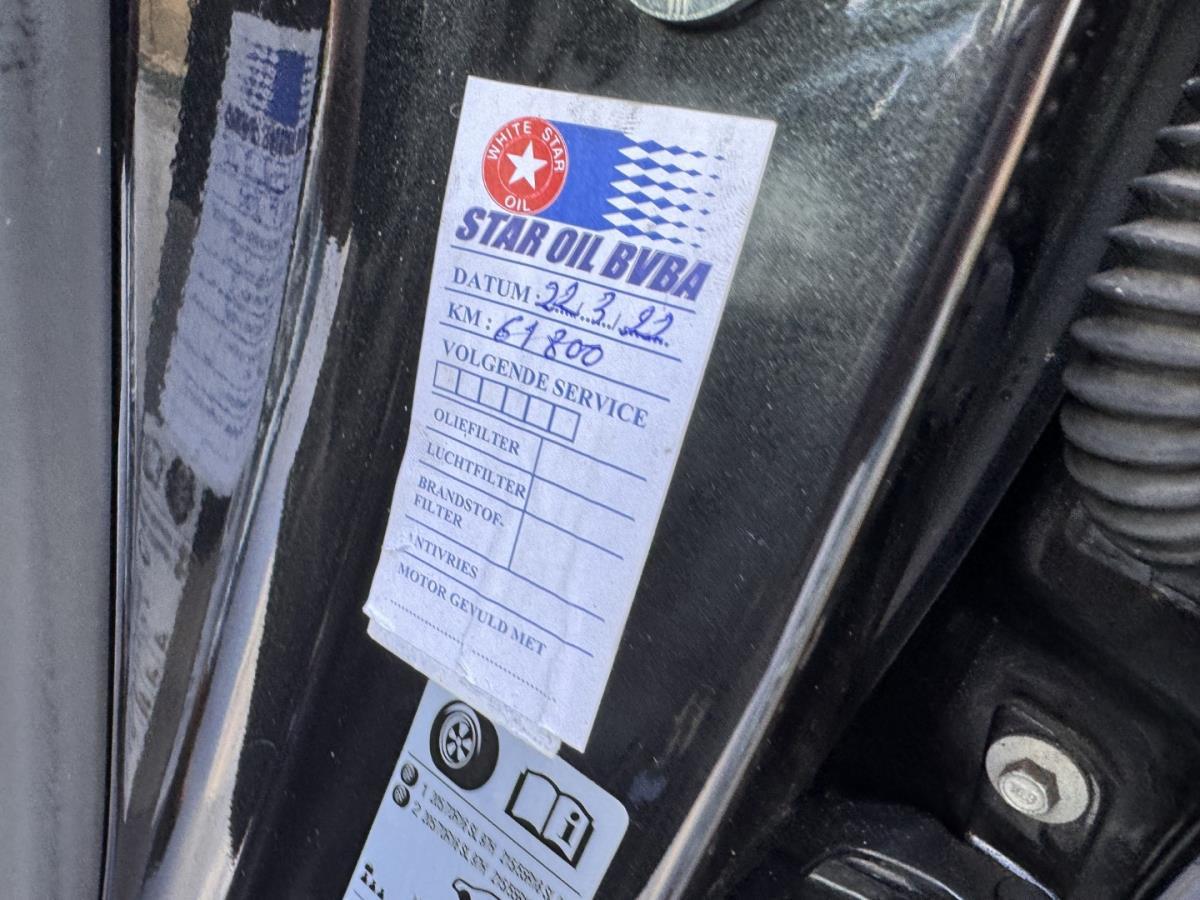 WHITE STAR
OIL
STAR OIL BVBA
DATUM: 22.3.22
KM: 61800
VOLGENDE SERVICE
OLIEFILTER
LUCHTFILTER
BRANDSTOF-
FILTER
ANTIVRIES
MOTOR GEVULD MET